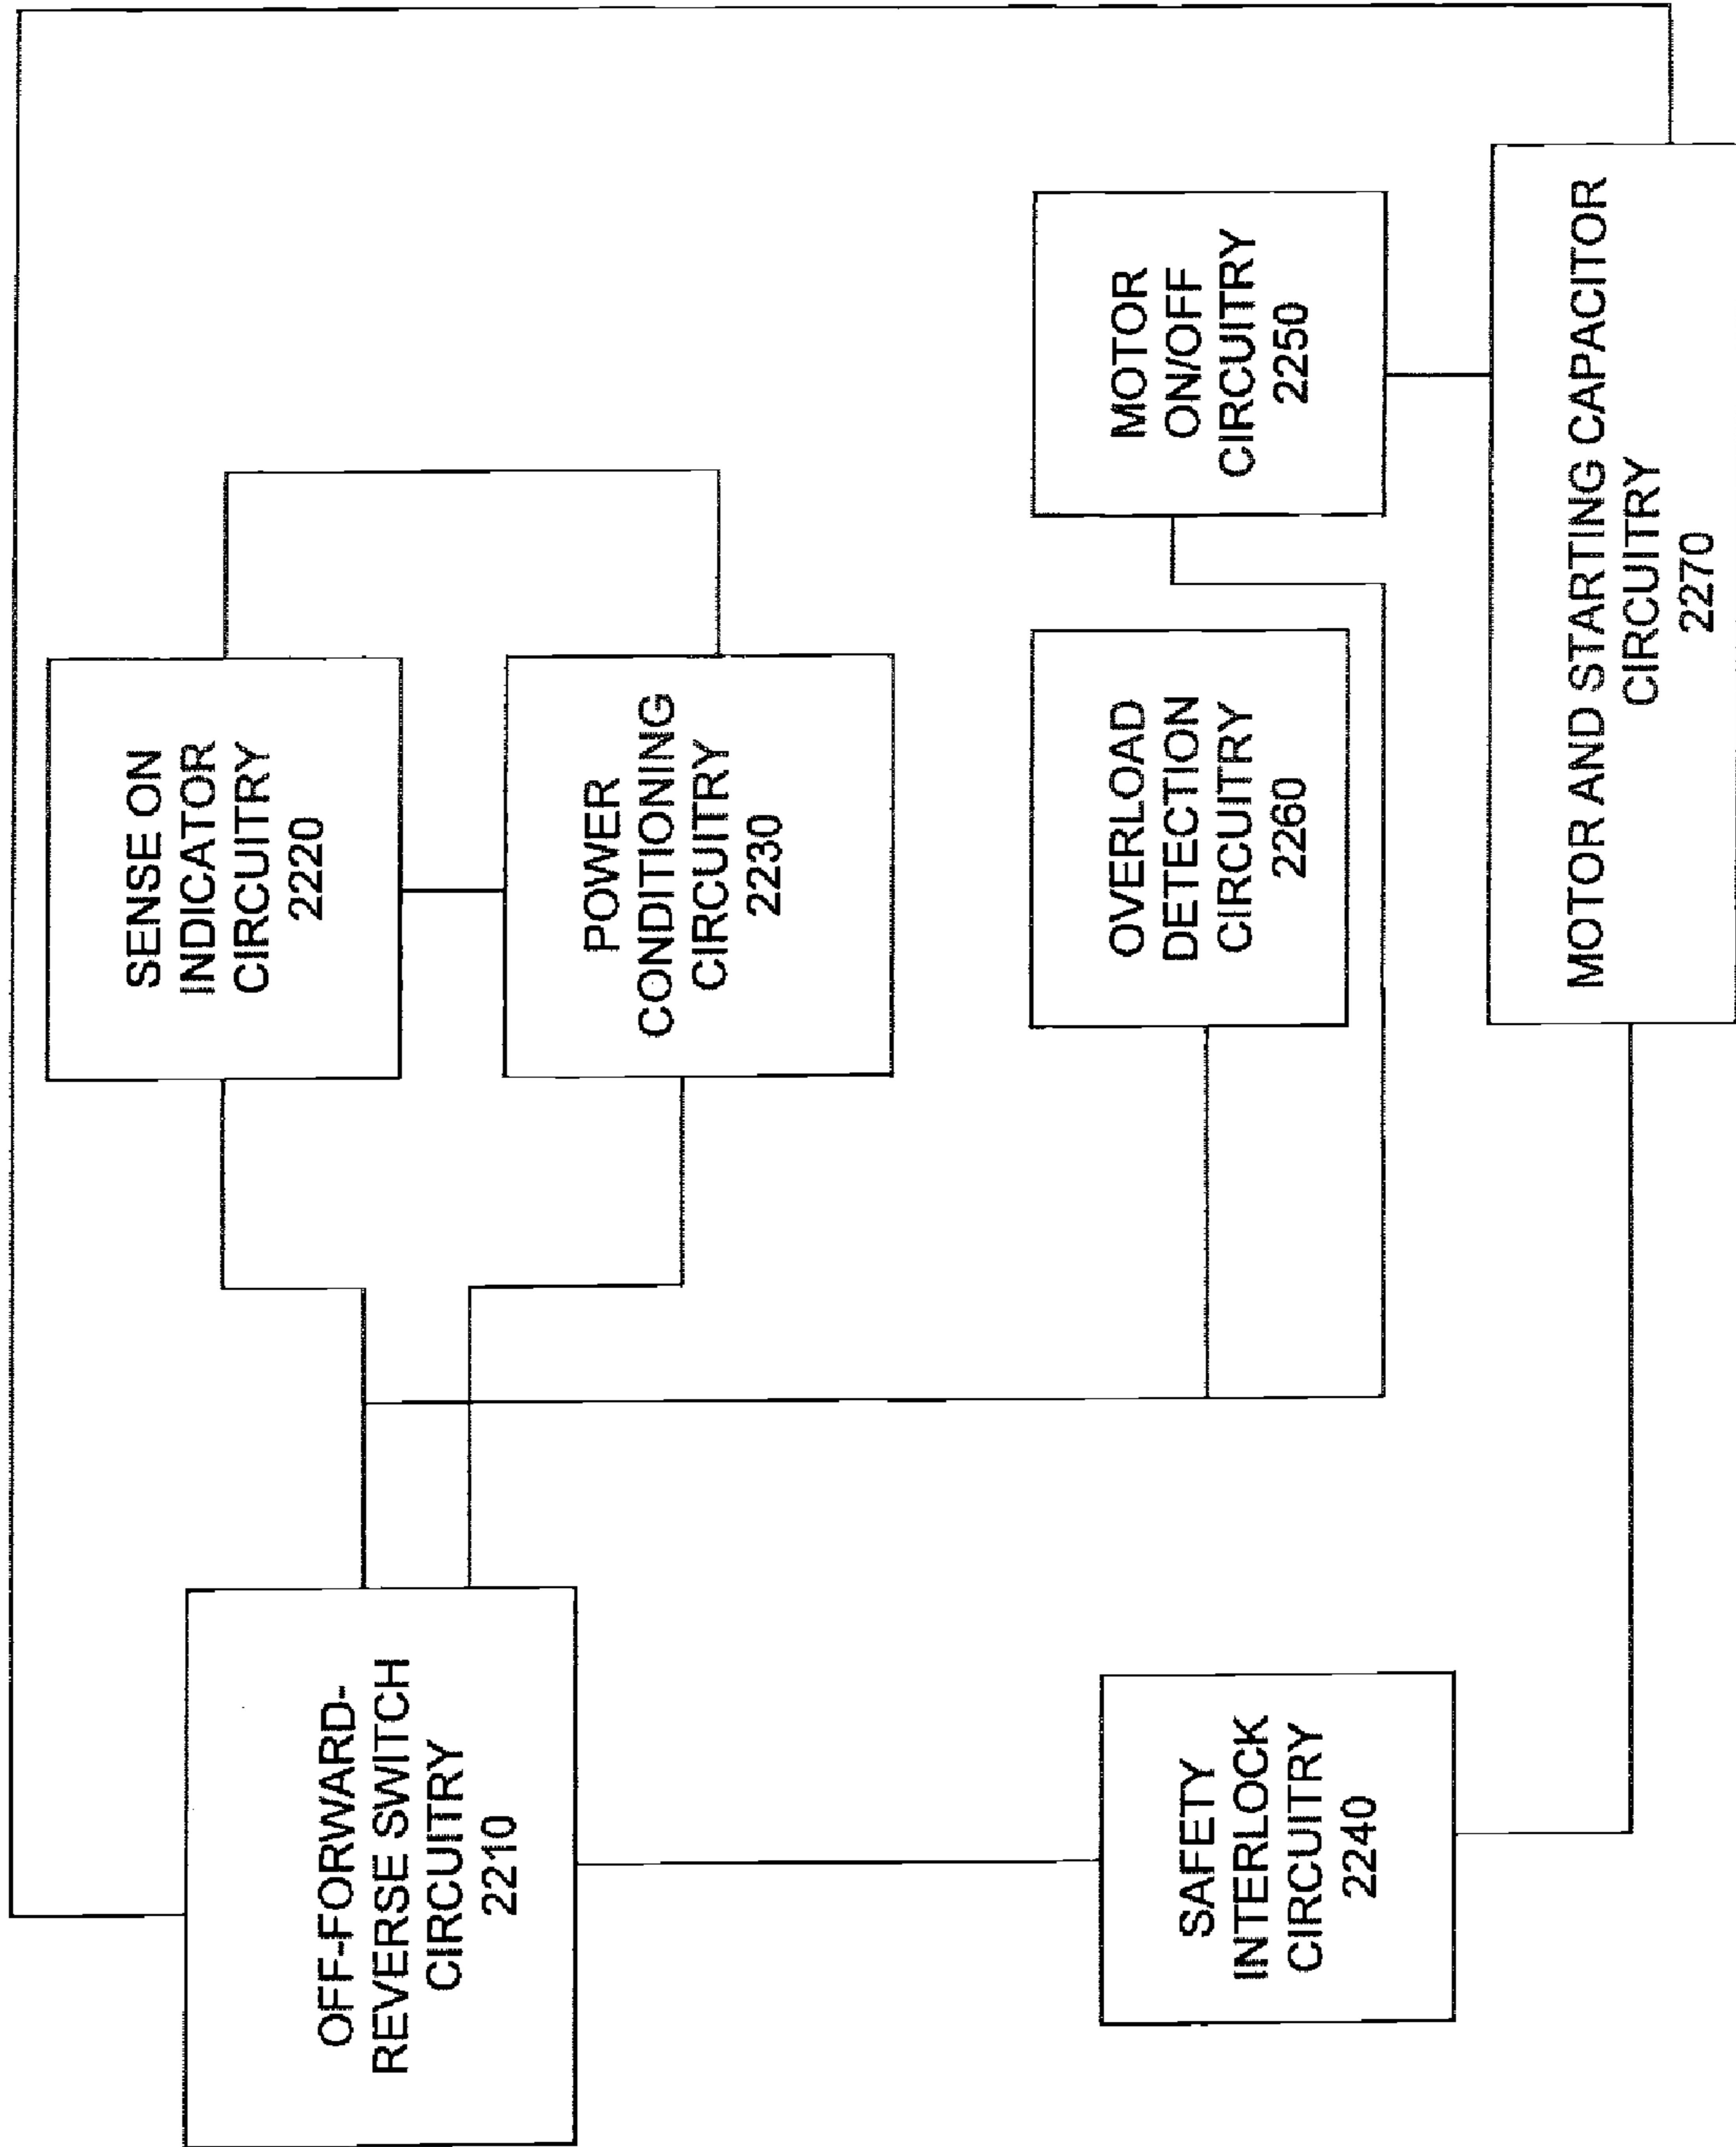 OFF-FORWARD-
REVERSE SWITCH
CIRCUITRY
2210
SENSE ON
INDICATOR
CIRCUITRY
2220
POWER
CONDITIONING
CIRCUITRY
2230
SAFETY
INTERLOCK
CIRCUITRY
2240
OVERLOAD
DETECTION
CIRCUITRY
2260
MOTOR
ON/OFF
CIRCUITRY
2250
MOTOR AND STARTING CAPACITOR
CIRCUITRY
2270